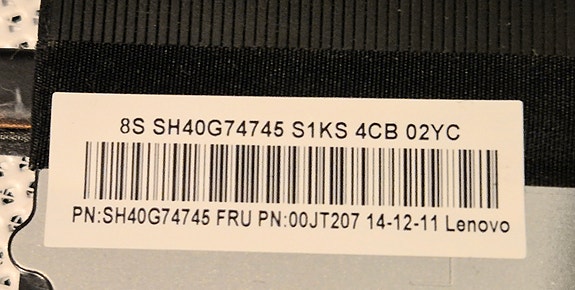 8S SH40G74745 S1KS 4CB 02YC
PN:SH40G74745 FRU PN:00JT207 14-12-11 Lenovo